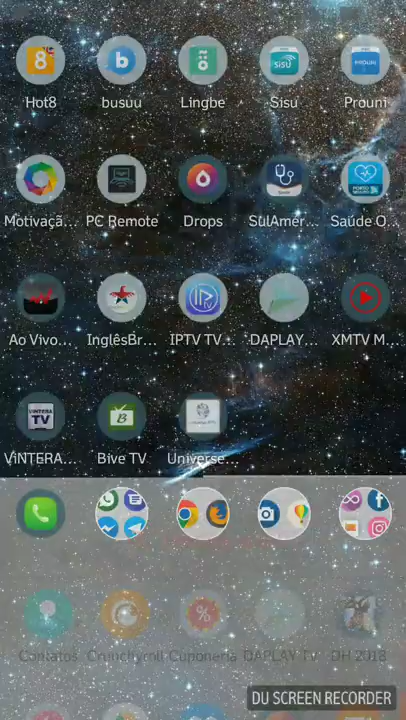 Hot8 busuu Lingbe Sisu Prouni
Motivaçã... PC Remote Drops SulAmér... Saúde O...
Ao Vivo... InglêsBr... IPTV TV... DAPLAY... XMTV M...
VINTERA... Bive TV Universe...
Contatos Crunchyroll Cuponeria DAPLAY TV DH 2018
DU SCREEN RECORDER